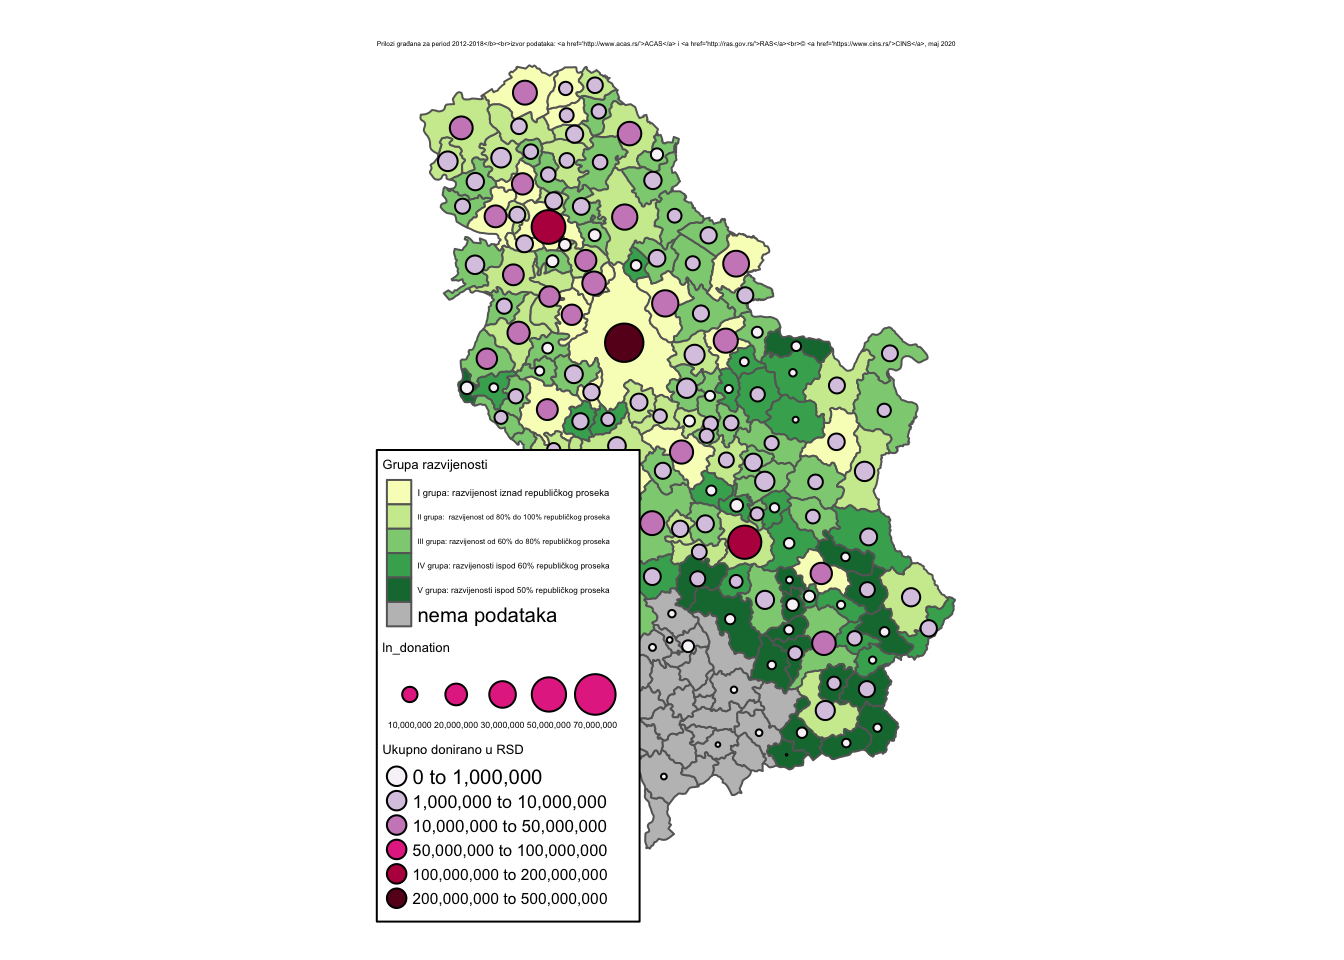 Prilozi građana za period 2012-2018</b><br>izvor podataka: <a href='http://www.acas.rs/'>ACAS</a> i <a href='http://ras.gov.rs/'>RAS</a><br>© <a href='https://www.cins.rs/'>CINS</a>, maj 2020
Grupa razvijenosti
I grupa: razvijenost iznad republičkog proseka
II grupa:  razvijenost od 80% do 100% republičkog proseka
III grupa: razvijenost od 60% do 80% republičkog proseka
IV grupa: razvijenosti ispod 60% republičkog proseka
V grupa: razvijenosti ispod 50% republičkog proseka
nema podataka
ln_donation
10,000,000 20,000,000 30,000,000 50,000,000 70,000,000
Ukupno donirano u RSD
0 to 1,000,000
1,000,000 to 10,000,000
10,000,000 to 50,000,000
50,000,000 to 100,000,000
100,000,000 to 200,000,000
200,000,000 to 500,000,000